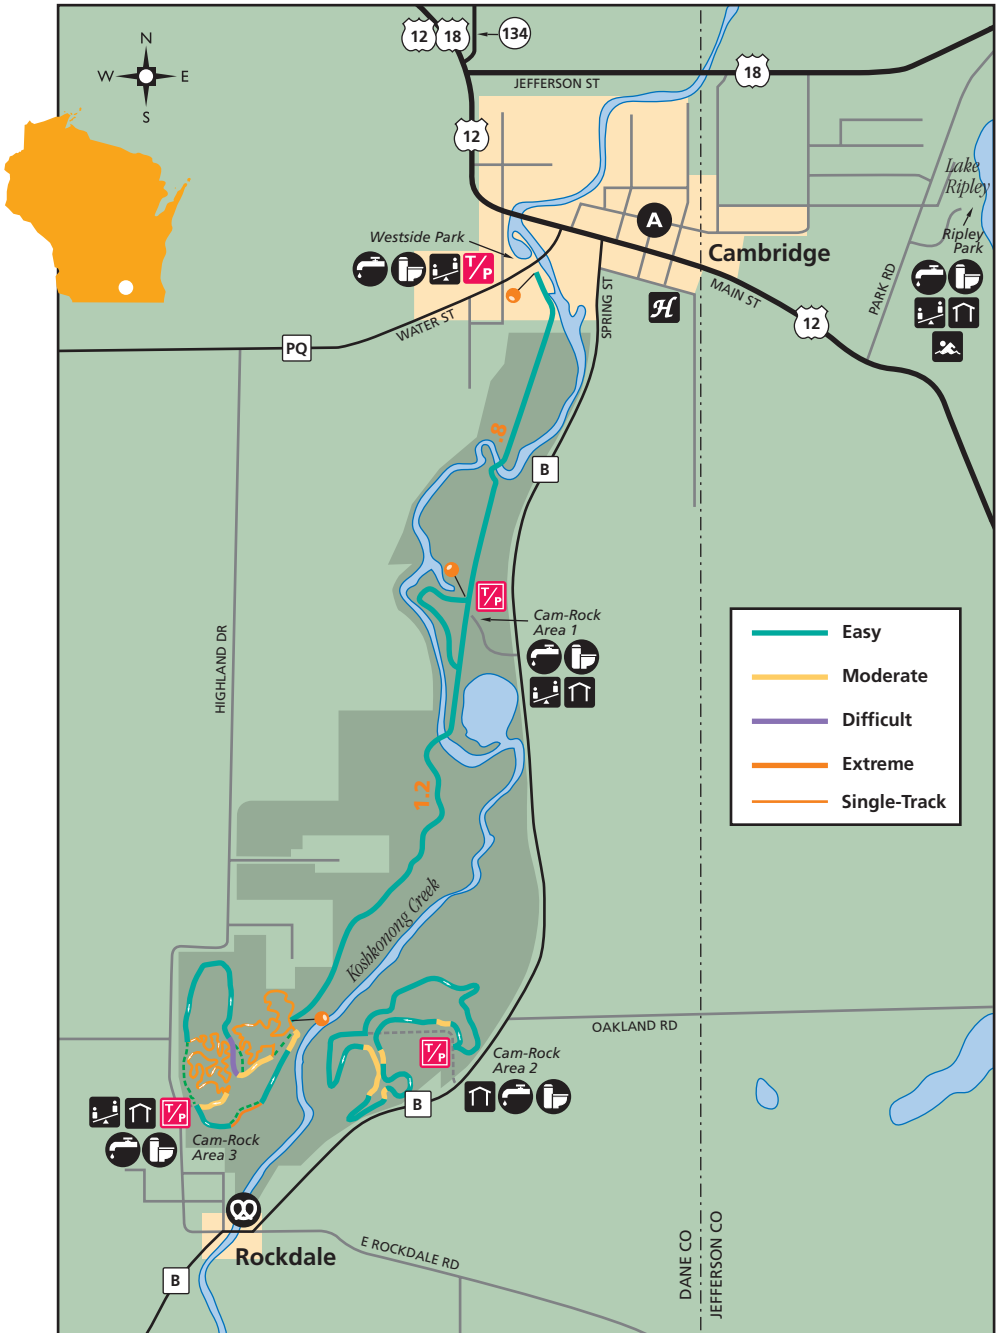 N
W E
S
12 18 134
18
JEFFERSON ST
12
Lake
Ripley
A
Ripley
Park
Westside Park
Cambridge
T/P
MAIN ST
PARK RD
H
SPRING ST
12
WATER ST
PQ
.8
B
T/P
Cam-Rock
Area 1
HIGHLAND DR
Easy
Moderate
Difficult
Extreme
Single-Track
1.2
Koshkonong Creek
OAKLAND RD
T/P
Cam-Rock
Area 2
B
T/P
Cam-Rock
Area 3
Rockdale
E ROCKDALE RD
B
DANE CO
JEFFERSON CO